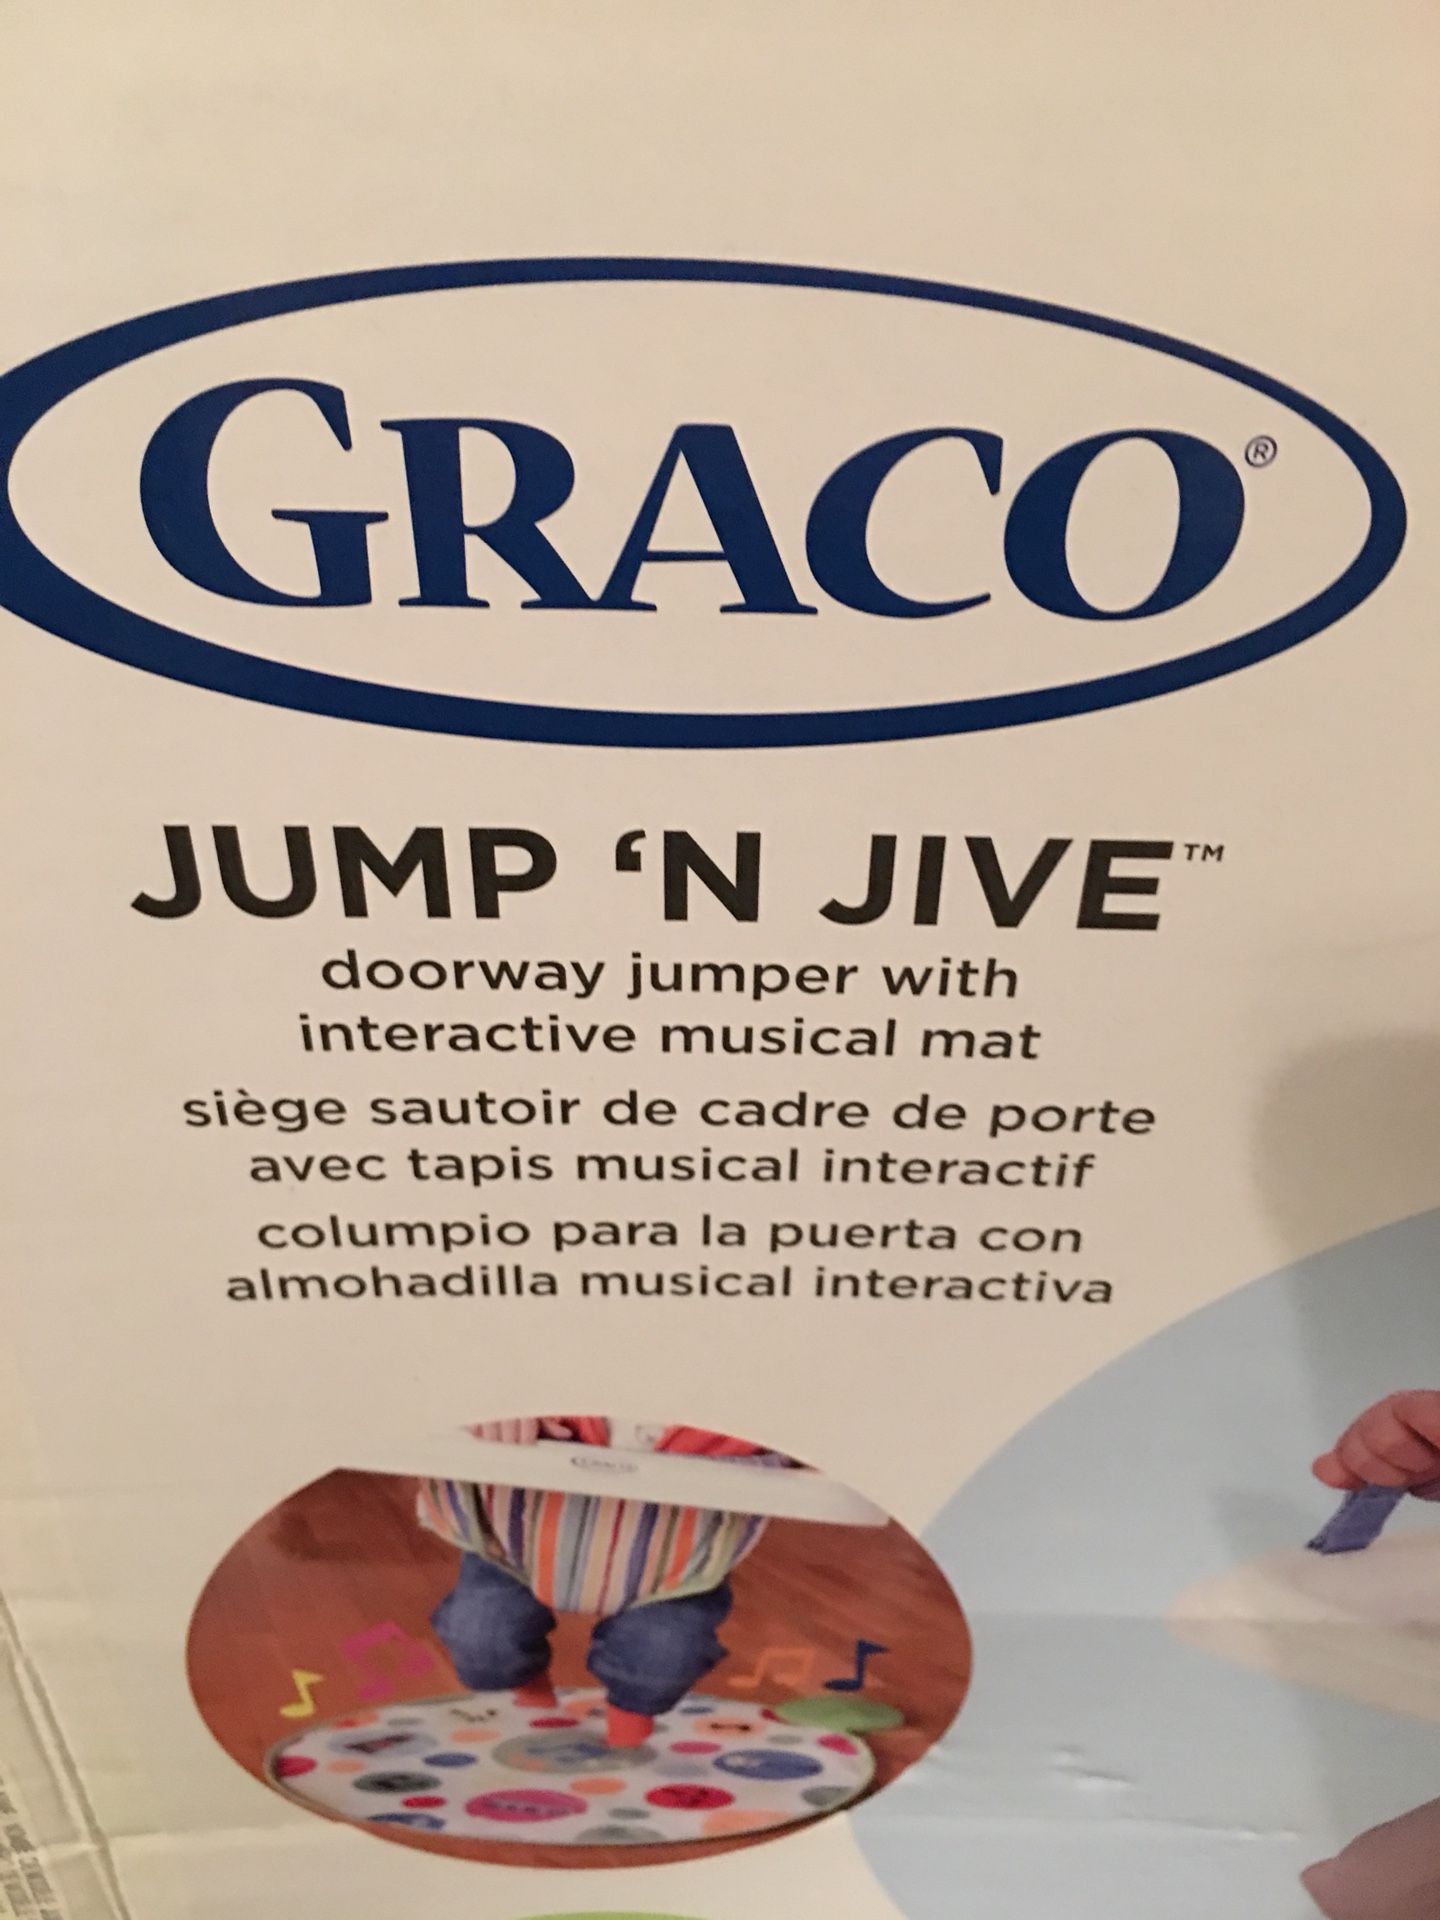 GRACO®
JUMP ‘N JIVE™
doorway jumper with
interactive musical mat
siège sautoir de cadre de porte
avec tapis musical interactif
columpio para la puerta con
almohadilla musical interactiva
GRACO